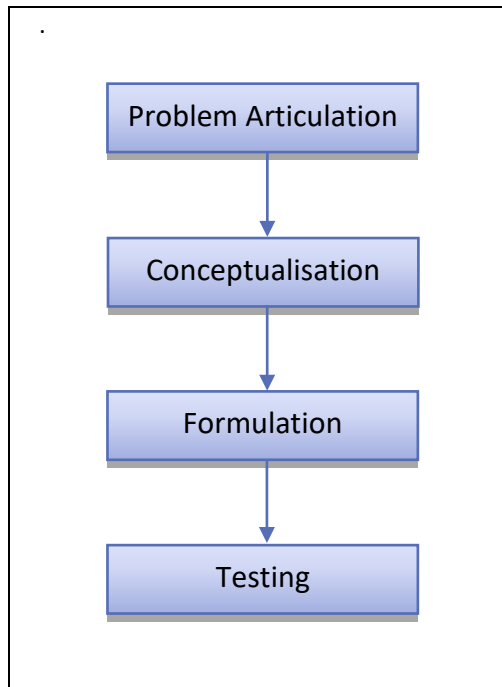 .
Problem Articulation
Conceptualisation
Formulation
Testing